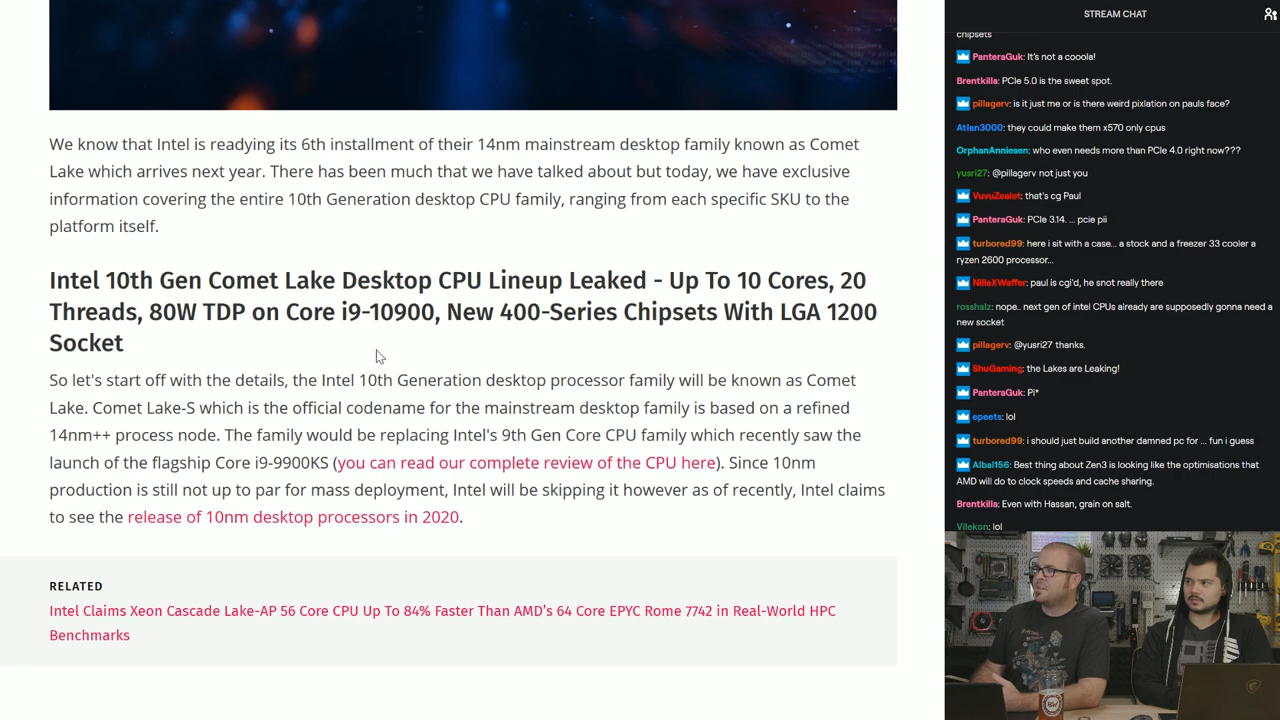 We know that Intel is readying its 6th installment of their 14nm mainstream desktop family known as Comet
Lake which arrives next year. There has been much that we have talked about but today, we have exclusive
information covering the entire 10th Generation desktop CPU family, ranging from each specific SKU to the
platform itself.
Intel 10th Gen Comet Lake Desktop CPU Lineup Leaked - Up To 10 Cores, 20
Threads, 80W TDP on Core i9-10900, New 400-Series Chipsets With LGA 1200
Socket
So let's start off with the details, the Intel 10th Generation desktop processor family will be known as Comet
Lake. Comet Lake-S which is the official codename for the mainstream desktop family is based on a refined
14nm++ process node. The family would be replacing Intel's 9th Gen Core CPU family which recently saw the
launch of the flagship Core i9-9900KS (you can read our complete review of the CPU here). Since 10nm
production is still not up to par for mass deployment, Intel will be skipping it however as of recently, Intel claims
to see the release of 10nm desktop processors in 2020.
RELATED
Intel Claims Xeon Cascade Lake-AP 56 Core CPU Up To 84% Faster Than AMD's 64 Core EPYC Rome 7742 in Real-World HPC
Benchmarks
STREAM CHAT
chipsets
PanteraGuk: It's not a cooola!
Brentkilla: PCIe 5.0 is the sweet spot.
pillagerv: is it just me or is there weird pixlation on pauls face?
Atlan3000: they could make them x570 only cpus
OrphanAnniesen: who even needs more than PCIe 4.0 right now???
yusri27: @pillagerv not just you
VuvuZealot: that's cg Paul
PanteraGuk: PCIe 3.14. ... pcie pii
turbored99: here i sit with a case... a stock and a freezer 33 cooler a
ryzen 2600 processor...
NillaXWaffer: paul is cgi'd, he snot really there
rosshalz: nope.. next gen of intel CPUs already are supposedly gonna need a
new socket
pillagerv: @yusri27 thanks.
ShuGaming: the Lakes are Leaking!
PanteraGuk: Pi*
epeets: lol
turbored99: i should just build another damned pc for ... fun i guess
Albal156: Best thing about Zen3 is looking like the optimisations that
AMD will do to clock speeds and cache sharing.
Brentkilla: Even with Hassan, grain on salt.
Vilekon: lol